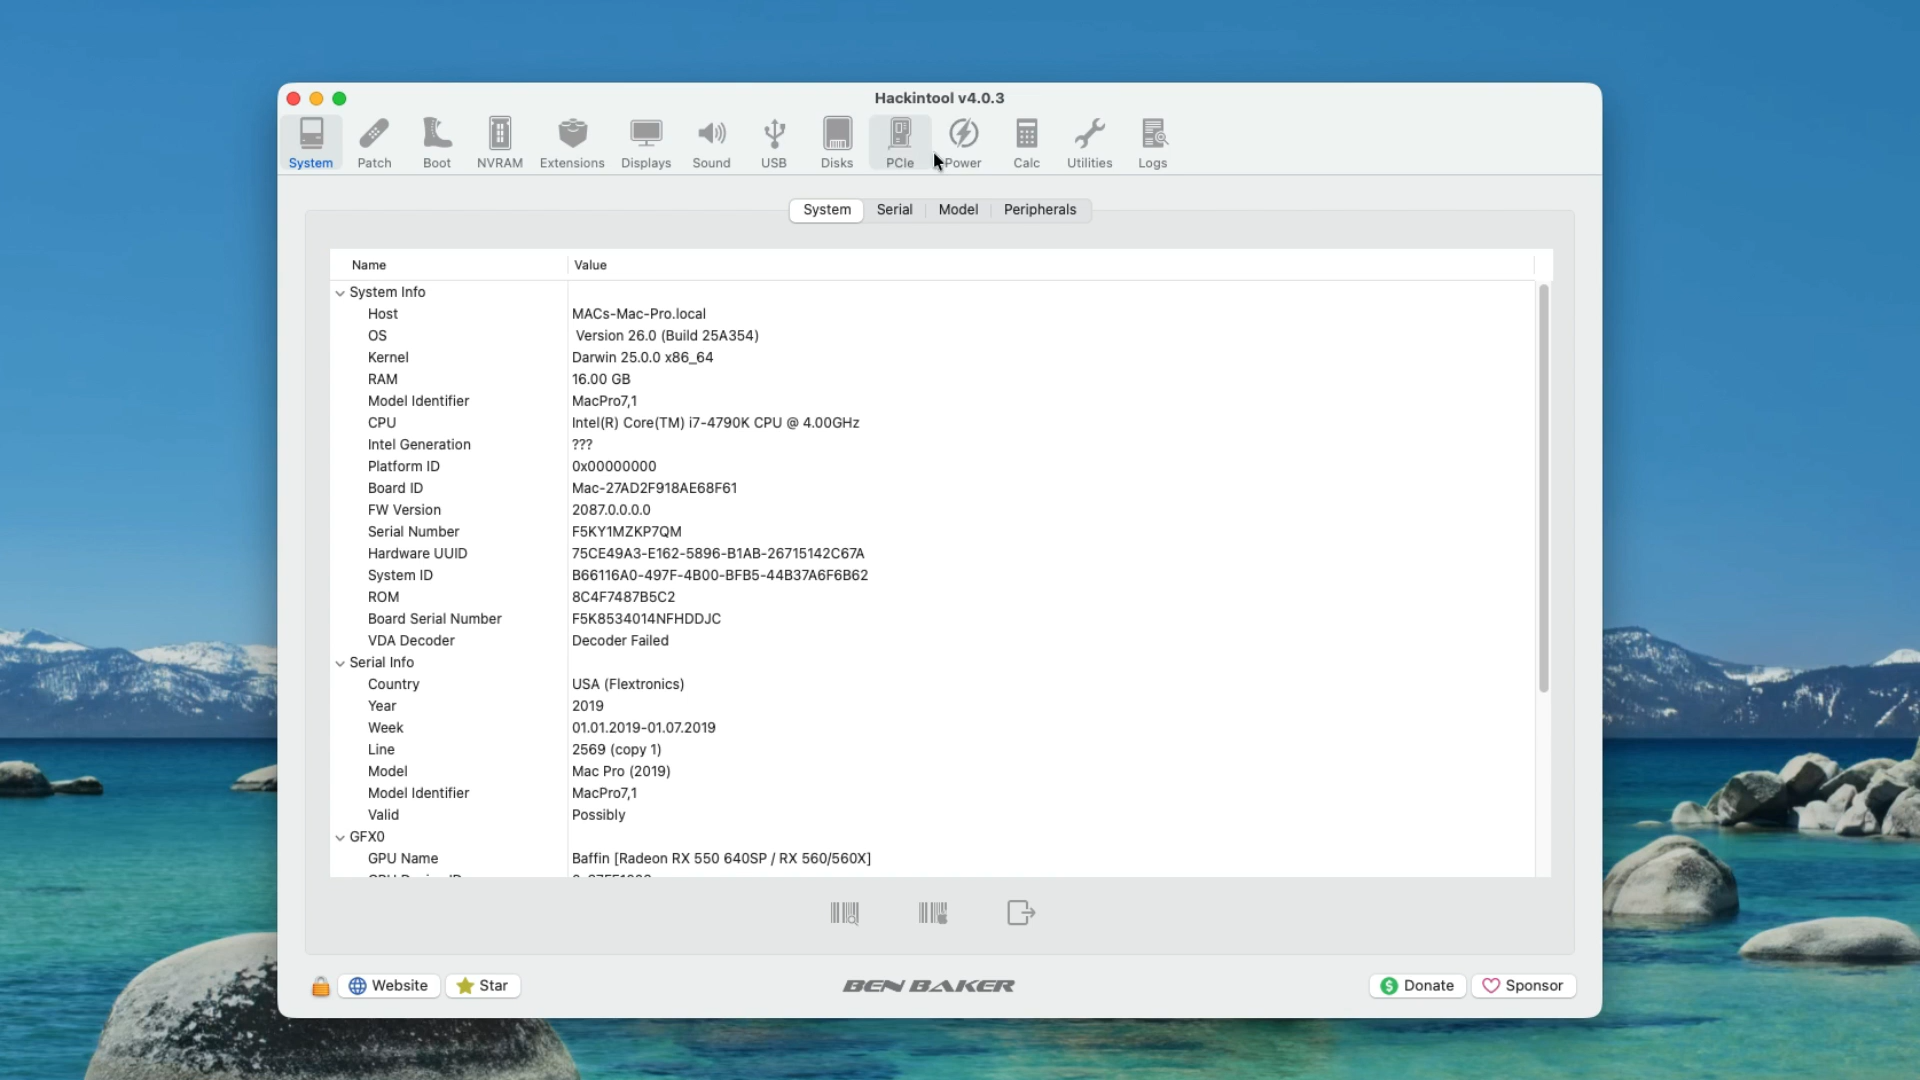 Hackintool v4.0.3
System Patch Boot NVRAM Extensions Displays Sound USB Disks PCIe Power Calc Utilities Logs
System Serial Model Peripherals
Name Value
System Info
Host MACs-Mac-Pro.local
OS Version 26.0 (Build 25A354)
Kernel Darwin 25.0.0 x86_64
RAM 16.00 GB
Model Identifier MacPro7,1
CPU Intel(R) Core(TM) i7-4790K CPU @ 4.00GHz
Intel Generation ???
Platform ID 0x00000000
Board ID Mac-27AD2F918AE68F61
FW Version 2087.0.0.0.0
Serial Number F5KY1MZKP7QM
Hardware UUID 75CE49A3-E162-5896-B1AB-26715142C67A
System ID B66116A0-497F-4B00-BFB5-44B37A6F6B62
ROM 8C4F7487B5C2
Board Serial Number F5K8534014NFHDDJC
VDA Decoder Decoder Failed
Serial Info
Country USA (Flextronics)
Year 2019
Week 01.01.2019-01.07.2019
Line 2569 (copy 1)
Model Mac Pro (2019)
Model Identifier MacPro7,1
Valid Possibly
GFX0
GPU Name Baffin [Radeon RX 550 640SP / RX 560/560X]
Website Star BEN BAKER Donate Sponsor